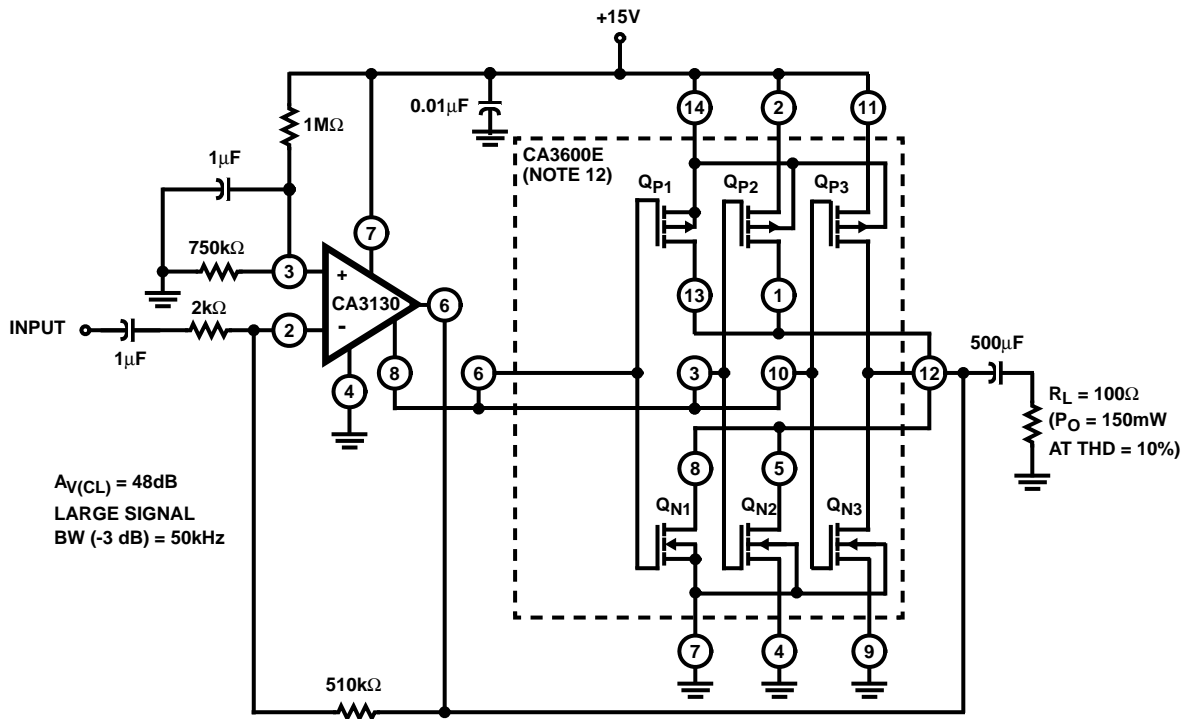 +15V
0.01μF
1MΩ
1μF
750kΩ
2kΩ
INPUT
1μF
3
2
+
-
CA3130
7
4
8
6
14
2
11
CA3600E
(NOTE 12)
QP1
QP2
QP3
13
1
6
3
10
12
8
5
QN1
QN2
QN3
7
4
9
500μF
RL = 100Ω
(PO = 150mW
AT THD = 10%)
AV(CL) = 48dB
LARGE SIGNAL
BW (-3 dB) = 50kHz
510kΩ